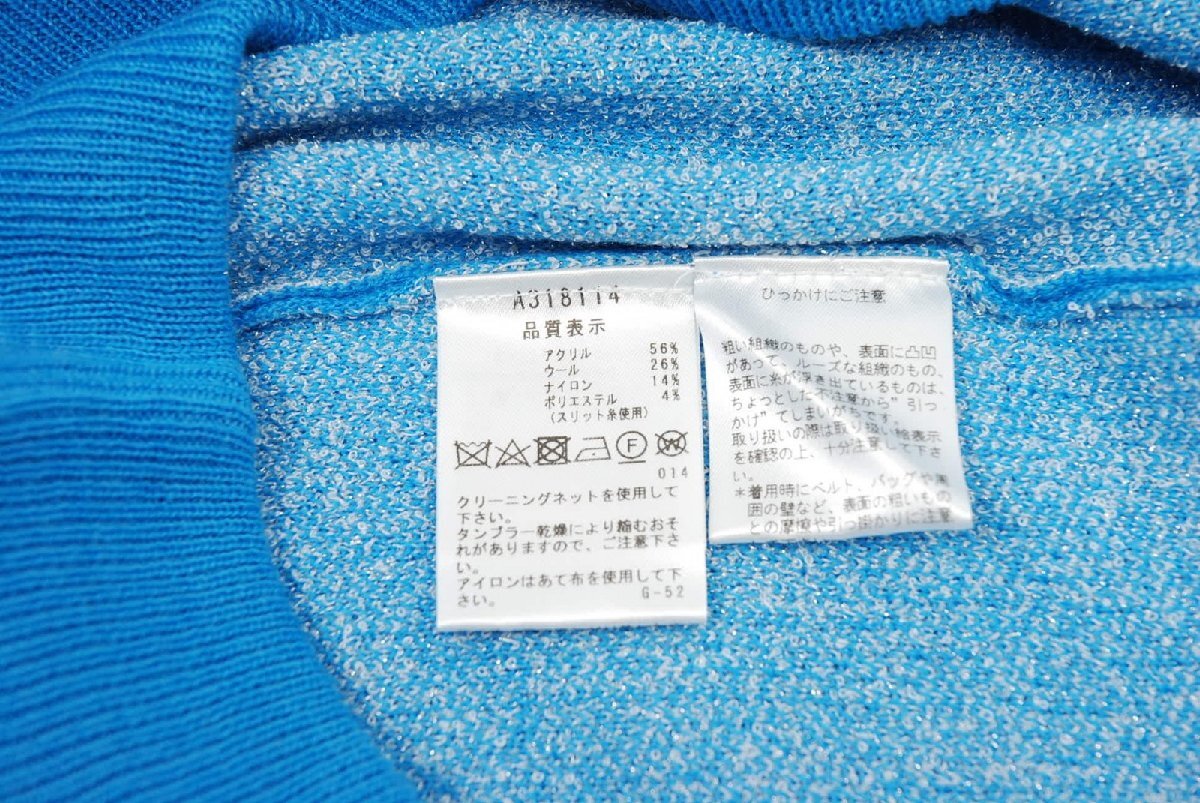 A318114
品質表示
アクリル 56%
ウール 26%
ナイロン 14%
ポリエステル 4%
(スリット糸使用)
F W
014
クリーニングネットを使用して
下さい。
タンブラー乾燥により縮むおそ
れがありますので、ご注意下さ
い。
アイロンはあて布を使用して下
さい。 G-52
ひっかけにご注意
粗い組織のものや、表面に凸凹
があって、ルーズな組織のもの、
表面に糸が浮き出ているものは、
ちょっとした不注意から"引っ
かけ"てしまいがちです。
取り扱いの際は取り扱い絵表示
を確認の上、十分注意して下さ
い。
*着用時にベルト、バッグや周
囲の壁など、表面の粗いもの
との摩擦や引っ掛かりに注意